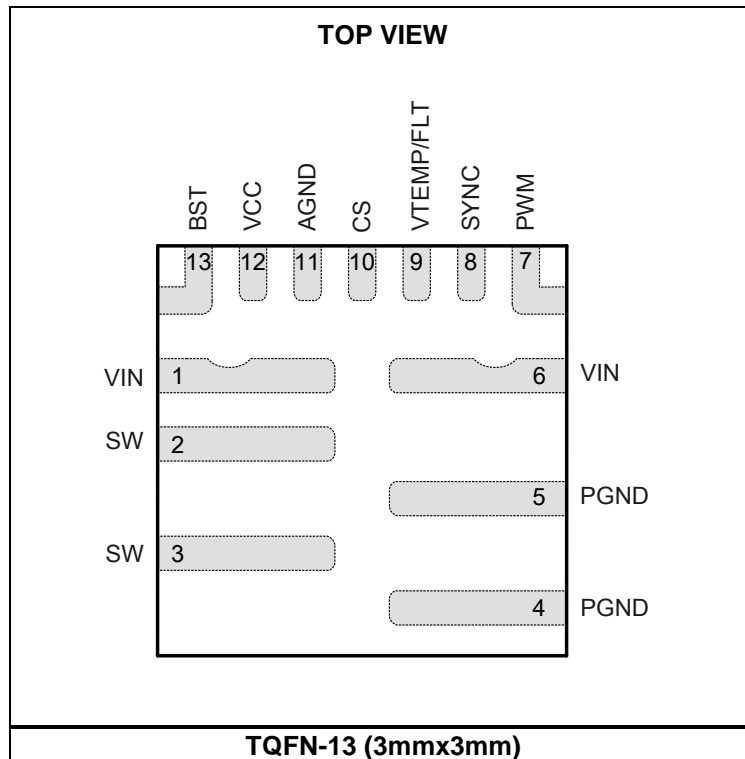 TOP VIEW
BST
VCC
AGND
CS
VTEMP/FLT
SYNC
PWM
13
12
11
10
9
8
7
VIN 1
6 VIN
SW 2
5 PGND
SW 3
4 PGND
TQFN-13 (3mmx3mm)